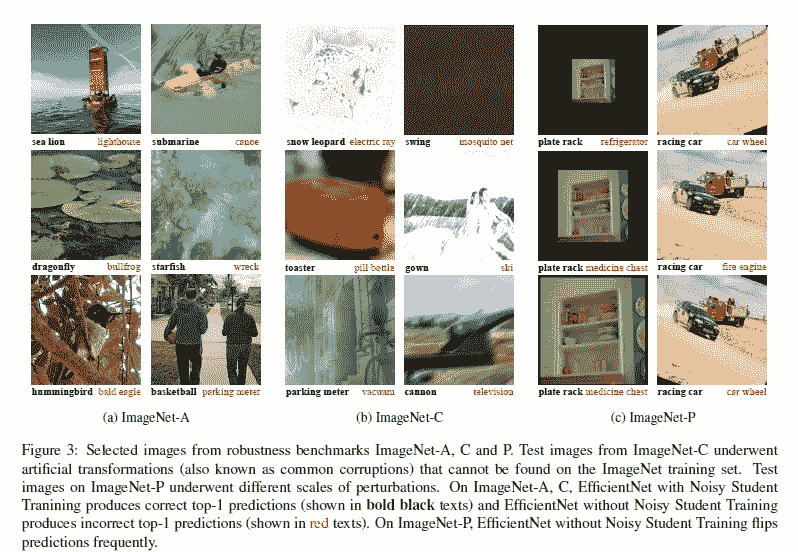 sea lion lighthouse submarine canoe snow leopard electric ray swing mosquito net plate rack refrigerator racing car car wheel
dragonfly bullfrog starfish wreck toaster pill bottle gown ski plate rack medicine chest racing car fire engine
hummingbird bald eagle basketball parking meter parking meter vacuum cannon television plate rack medicine chest racing car car wheel
(a) ImageNet-A (b) ImageNet-C (c) ImageNet-P
Figure 3: Selected images from robustness benchmarks ImageNet-A, C and P. Test images from ImageNet-C underwent
artificial transformations (also known as common corruptions) that cannot be found on the ImageNet training set. Test
images on ImageNet-P underwent different scales of perturbations. On ImageNet-A, C, EfficientNet with Noisy Student
Tranining produces correct top-1 predictions (shown in bold black texts) and EfficientNet without Noisy Student Training
produces incorrect top-1 predictions (shown in red texts). On ImageNet-P, EfficientNet without Noisy Student Training flips
predictions frequently.